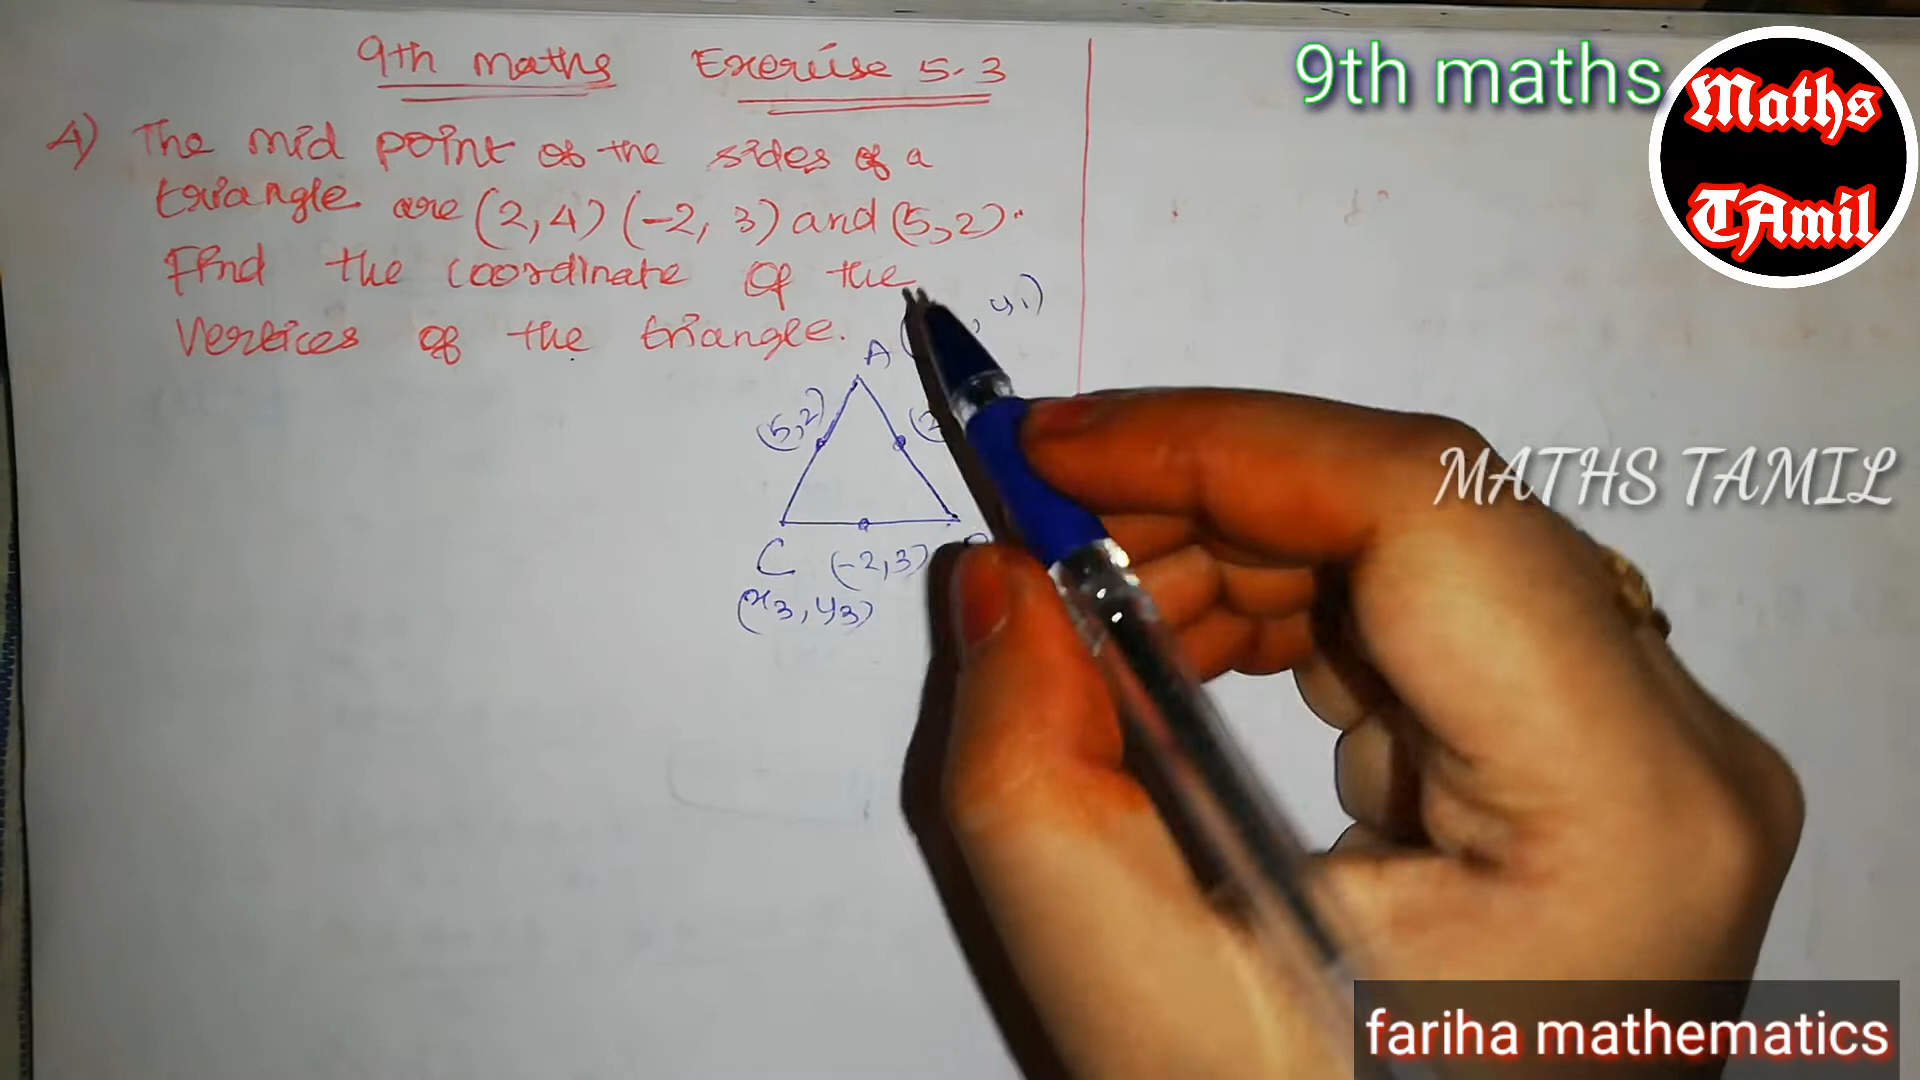 9th maths Exercise 5.3
4) The mid point of the sides of a
triangle are (2,4) (-2, 3) and (5,2).
Find the coordinate of the
vertices of the triangle.
, y1)
A
(5,2)
(2
C (-2,3)
(x3, y3)
9th maths
Maths
TAmil
MATHS TAMIL
fariha mathematics